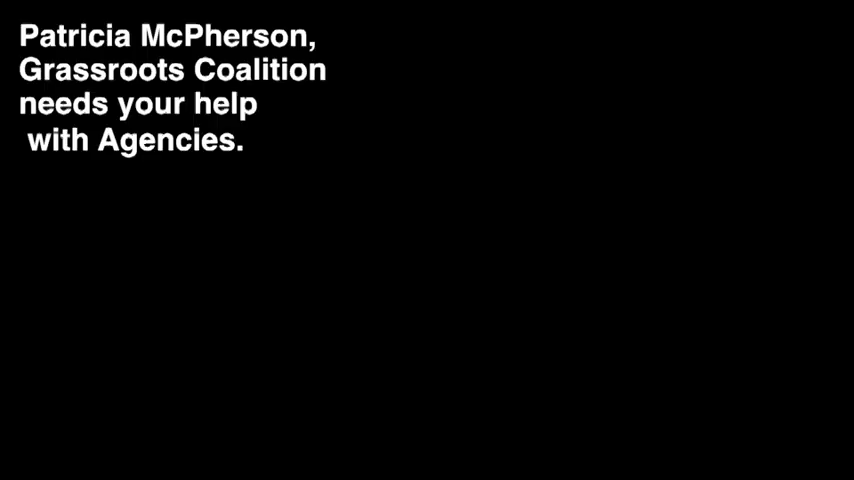 Patricia McPherson,
Grassroots Coalition
needs your help
with Agencies.